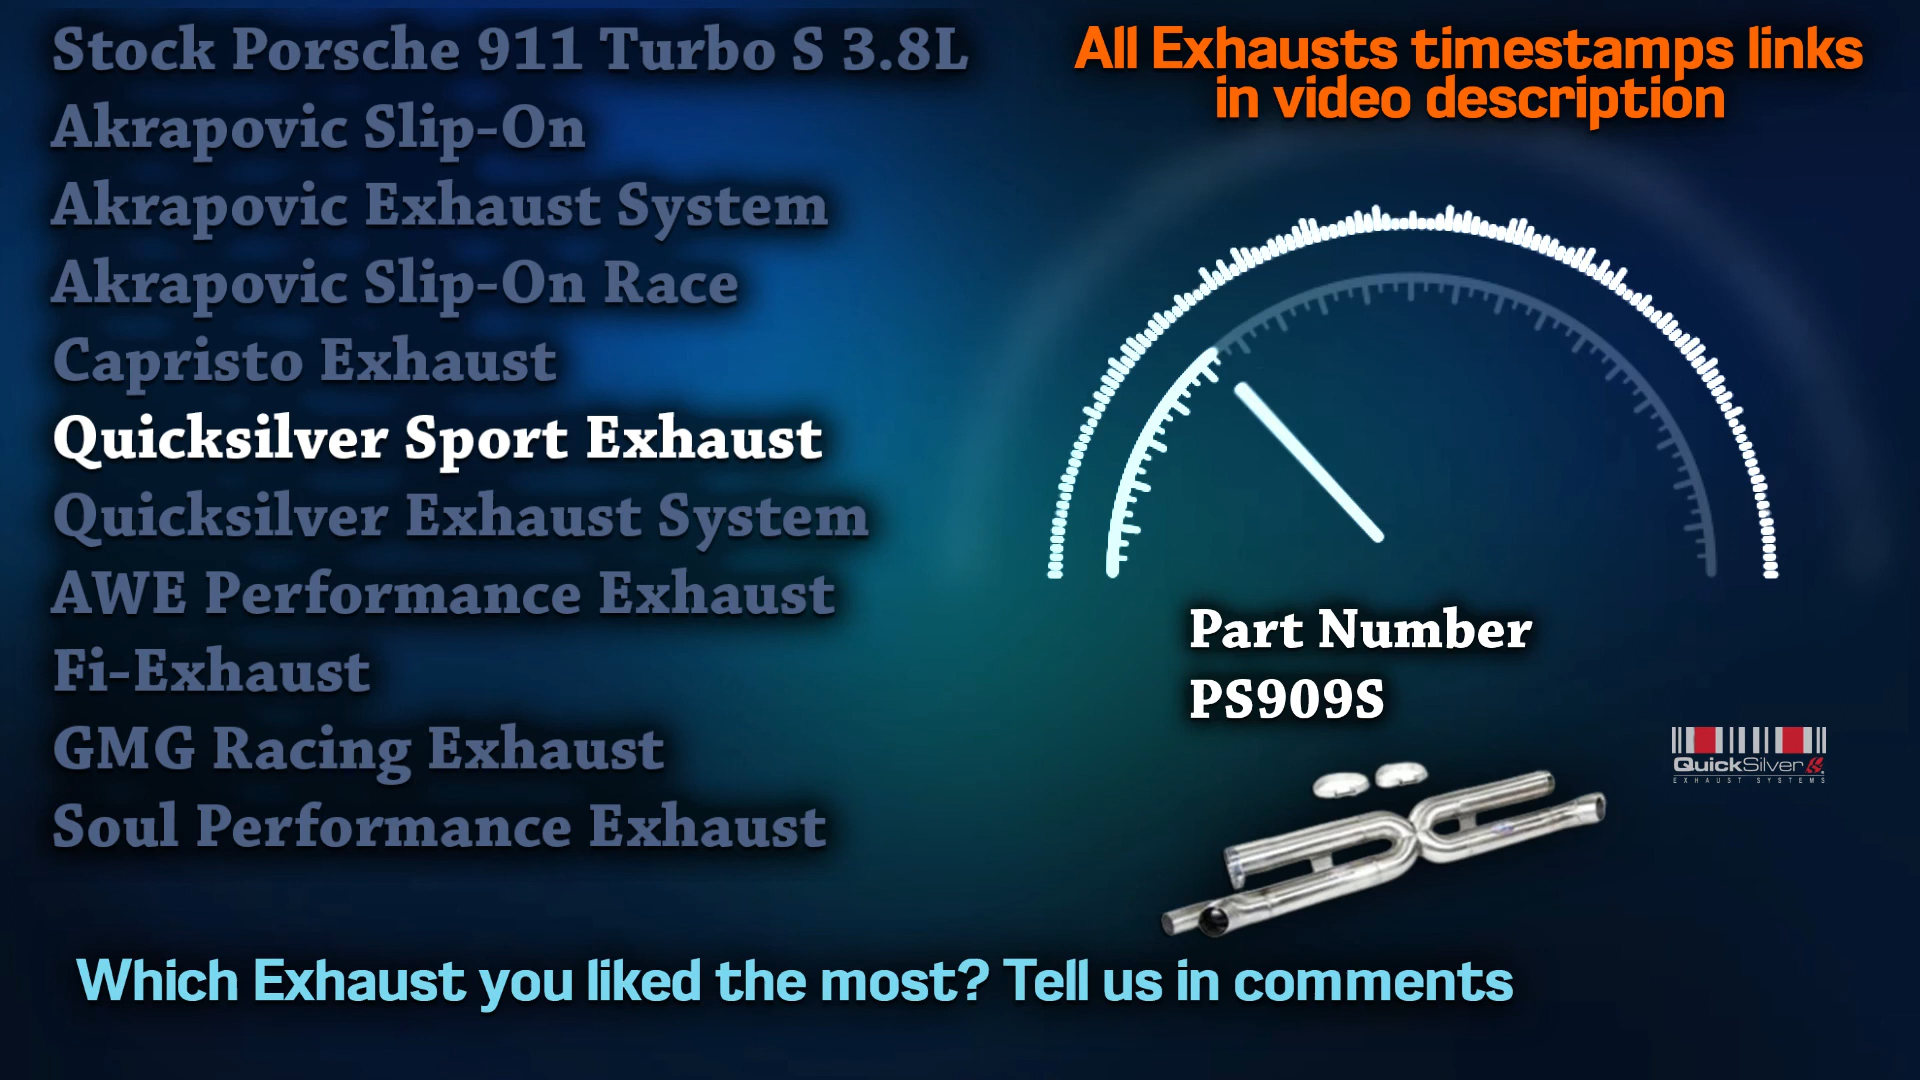 Stock Porsche 911 Turbo S 3.8L
Akrapovic Slip-On
Akrapovic Exhaust System
Akrapovic Slip-On Race
Capristo Exhaust
Quicksilver Sport Exhaust
Quicksilver Exhaust System
AWE Performance Exhaust
Fi-Exhaust
GMG Racing Exhaust
Soul Performance Exhaust
All Exhausts timestamps links
in video description
Part Number
PS909S
QuickSilver
EXHAUST SYSTEMS
Which Exhaust you liked the most? Tell us in comments